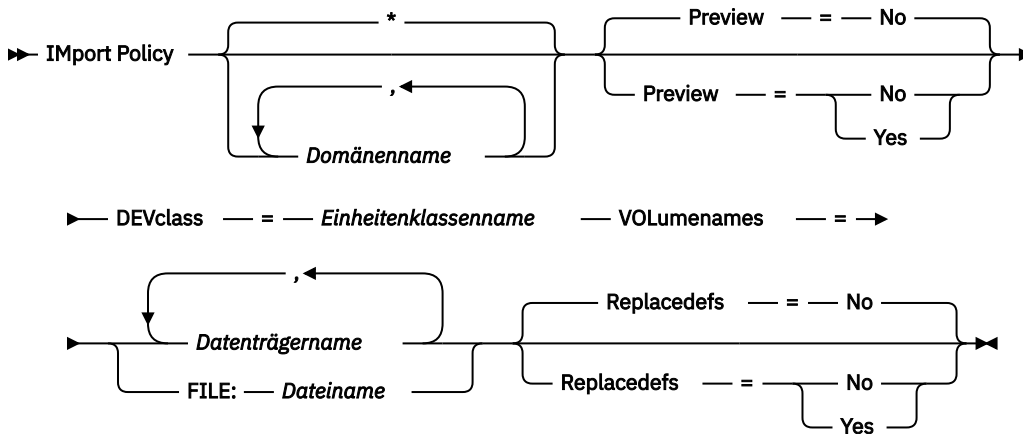 *
Preview = No
IMport Policy
,
Preview = No
Domänenname
Yes
DEVclass = Einheitenklassenname VOLumenames =
,
Replacedefs = No
Datenträgername
Replacedefs = No
FILE: Dateiname
Yes